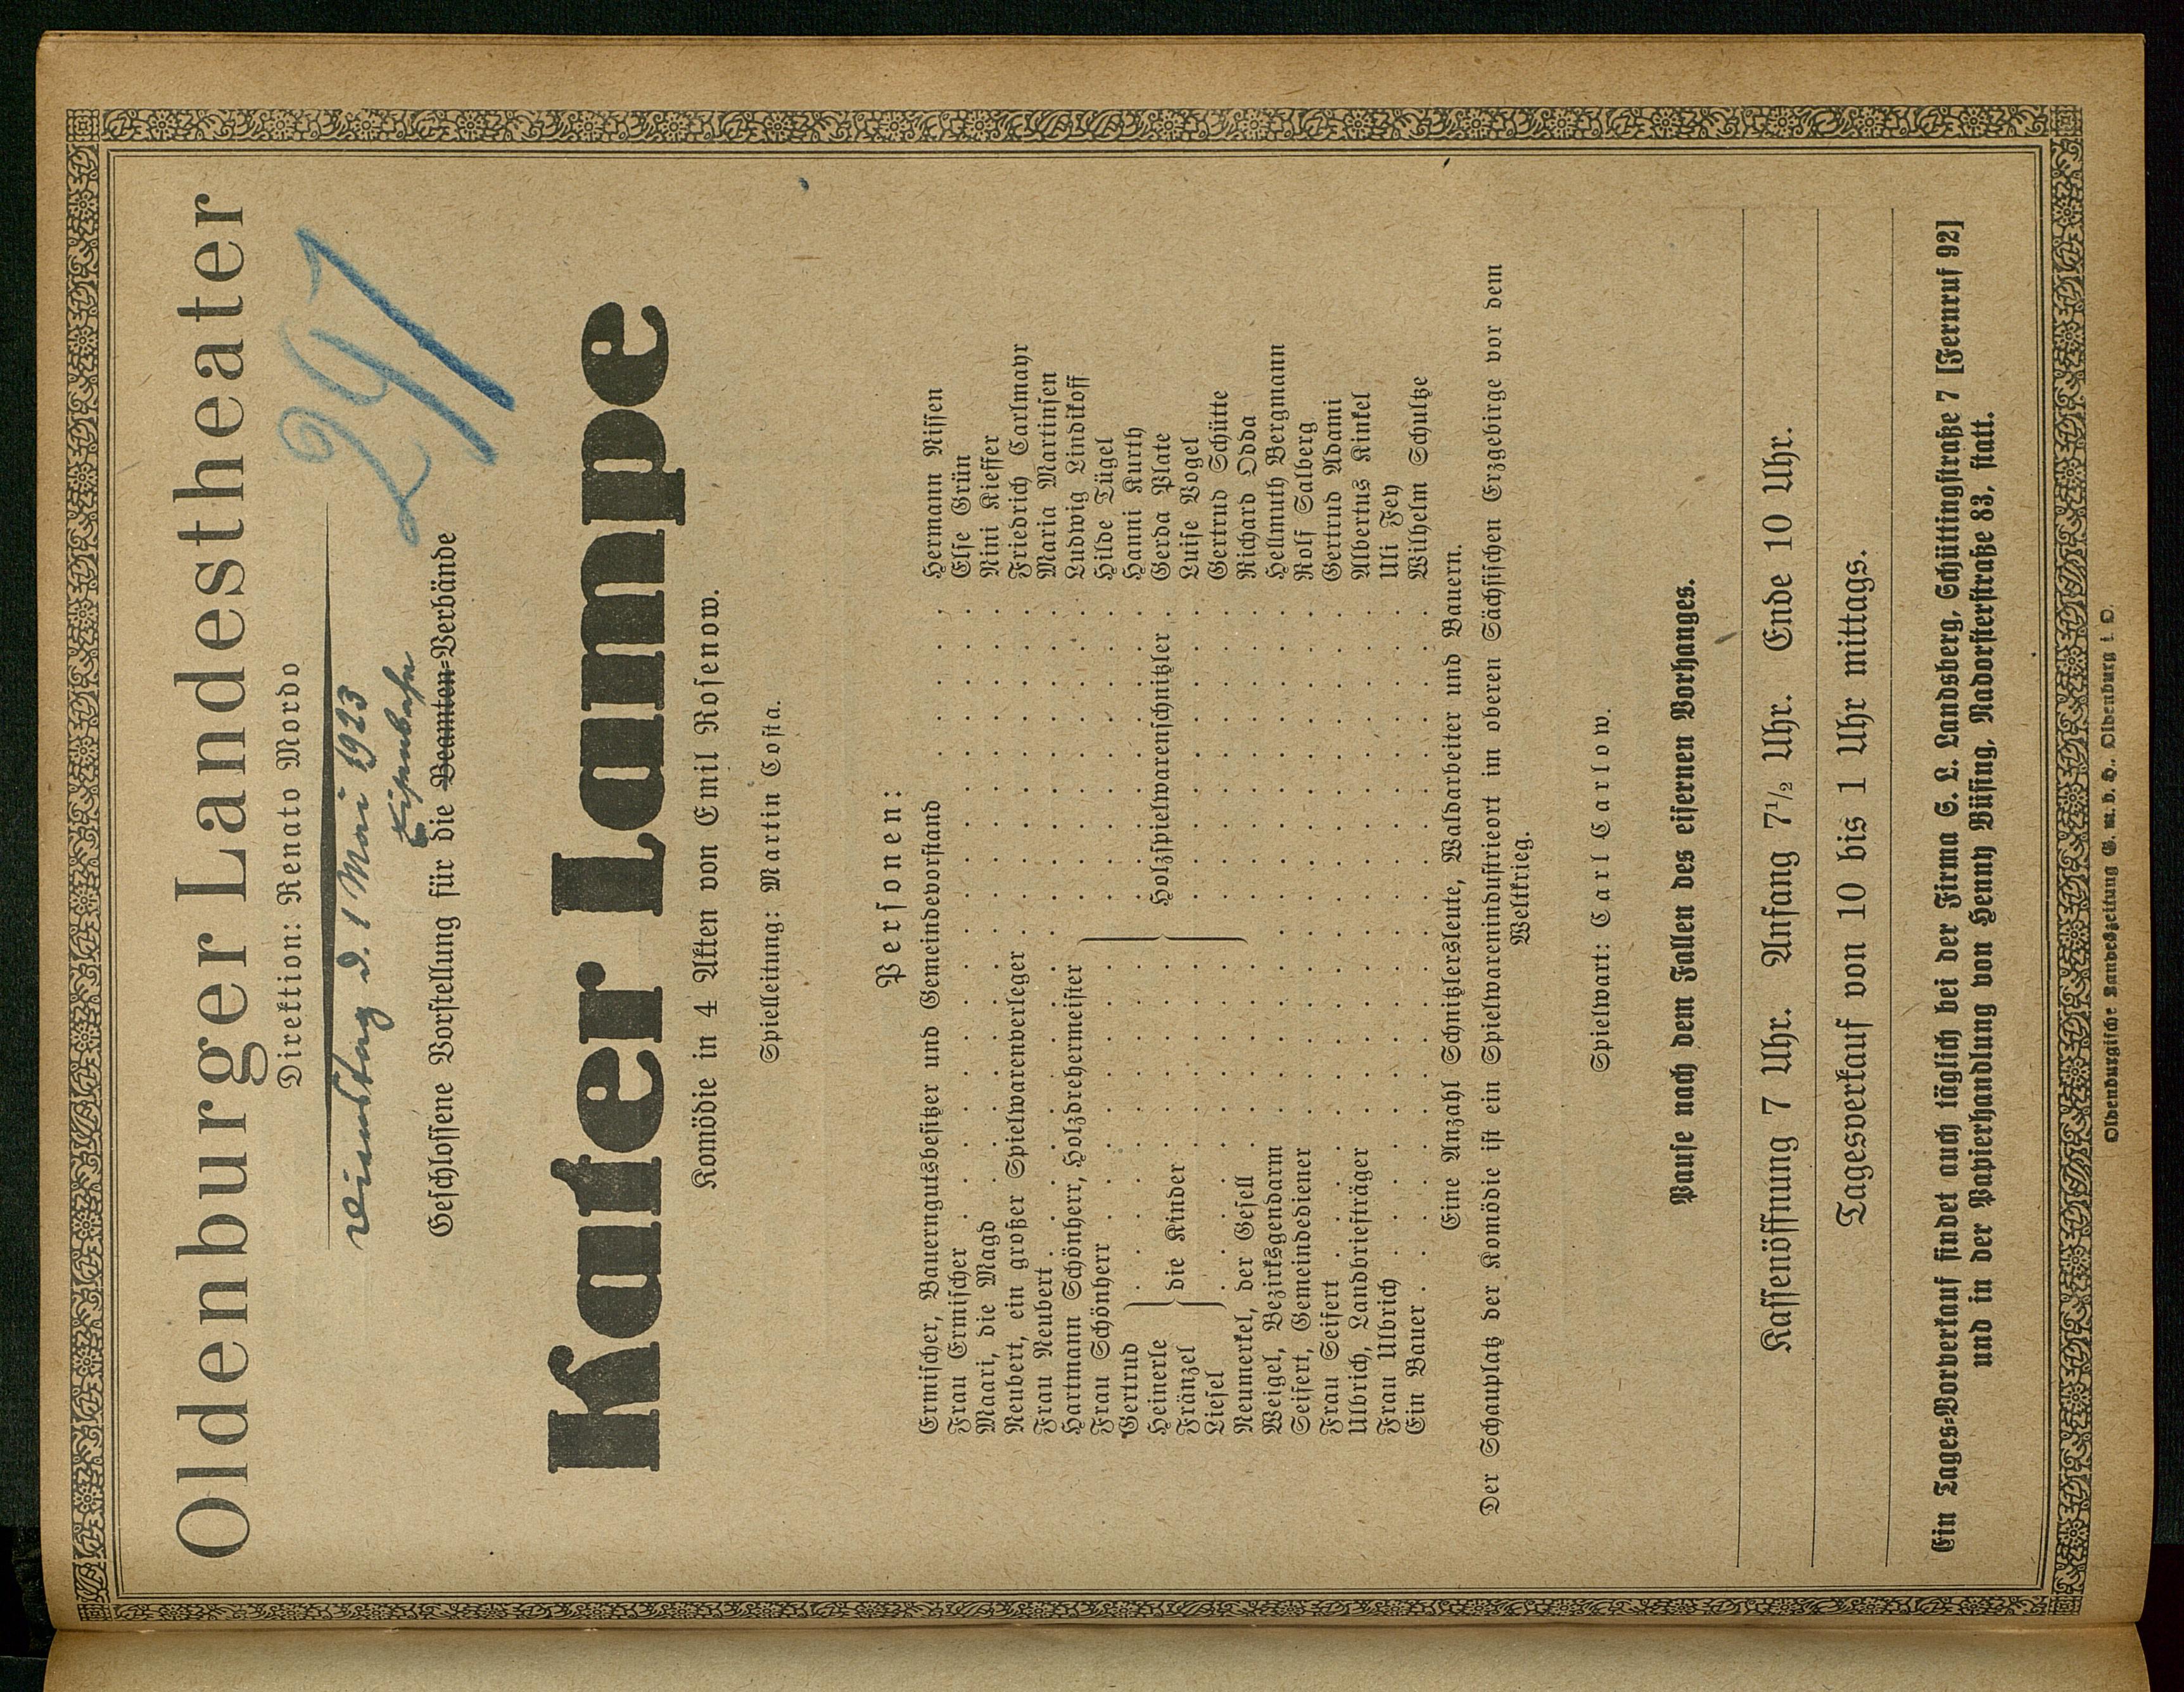 Oldenburger Landestheater
Direktion: Renato Mordo
247
Dienstag d. 1 Mai 1923
Eisenbahn
Geschlossene Vorstellung für die Beamten-Verbände
Kater Lampe
Komödie in 4 Akten von Emil Rosenow.
Spielleitung: Martin Costa.
Personen:
Ermischer, Bauerngutsbesitzer und Gemeindevorstand . . . . . . Hermann Nissen
Frau Ermischer . . . . . . . . . . . . . . . . . . Else Grün
Maari, die Magd . . . . . . . . . . . . . . . . . Nini Kieffer
Neubert, ein großer Spielwarenverleger . . . . . . . . . . Friedrich Carlmayr
Frau Neubert . . . . . . . . . . . . . . . . . . Maria Martinsen
Hartmann Schönherr, Holzdrehermeister . . . . . . . . . Ludwig Lindikoff
Frau Schönherr . . . . . . . . . . . . . . . . . Hilde Tügel
Gertrud . . . . . . . . . . . . . . . . . Hanni Kurth
Heinerle } die Kinder } Holzspielwarenschnitzler . Gerda Plate
Fränzel . . . . . . . . . . . . . . . . . Luise Vogel
Liesel . . . . . . . . . . . . . . . . . Gertrud Schütte
Neumerkel, der Gesell . . . . . . . . . . . . . . . Richard Odda
Weigel, Bezirksgendarm . . . . . . . . . . . . . . Hellmuth Bergmann
Seifert, Gemeindediener . . . . . . . . . . . . . . Rolf Salberg
Frau Seifert . . . . . . . . . . . . . . . . . . Gertrud Adami
Ulbrich, Landbriefträger . . . . . . . . . . . . . . Albertus Kinkel
Frau Ulbrich . . . . . . . . . . . . . . . . . . Uli Fey
Ein Bauer . . . . . . . . . . . . . . . . . . . Wilhelm Schultze
Eine Anzahl Schnitzlersleute, Waldarbeiter und Bauern.
Der Schauplatz der Komödie ist ein Spielwarenindustrieort im oberen Sächsischen Erzgebirge vor dem
Weltkrieg.
Spielwart: Carl Carlow.
Pause nach dem Fallen des eisernen Vorhanges.
Kassenöffnung 7 Uhr. Anfang 7½ Uhr. Ende 10 Uhr.
Tagesverkauf von 10 bis 1 Uhr mittags.
Ein Tages-Vorverkauf findet auch täglich bei der Firma G. L. Landsberg, Schüttingstraße 7 [Fernruf 92]
und in der Papierhandlung von Henny Büsing, Nadorsterstraße 83, statt.
Oldenburgische Landeszeitung G. m. b. H., Oldenburg i. O.